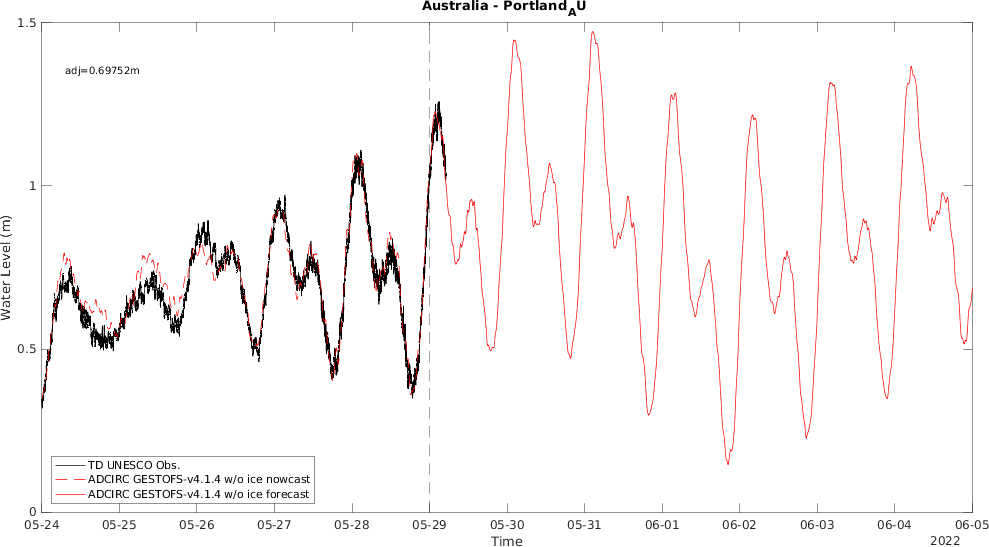 Australia - Portland_AU
adj=0.69752m
1.5
1
0.5
0
Water Level (m)
TD UNESCO Obs.
ADCIRC GESTOFS-v4.1.4 w/o ice nowcast
ADCIRC GESTOFS-v4.1.4 w/o ice forecast
05-24 05-25 05-26 05-27 05-28 05-29 05-30 05-31 06-01 06-02 06-03 06-04 06-05
Time
2022